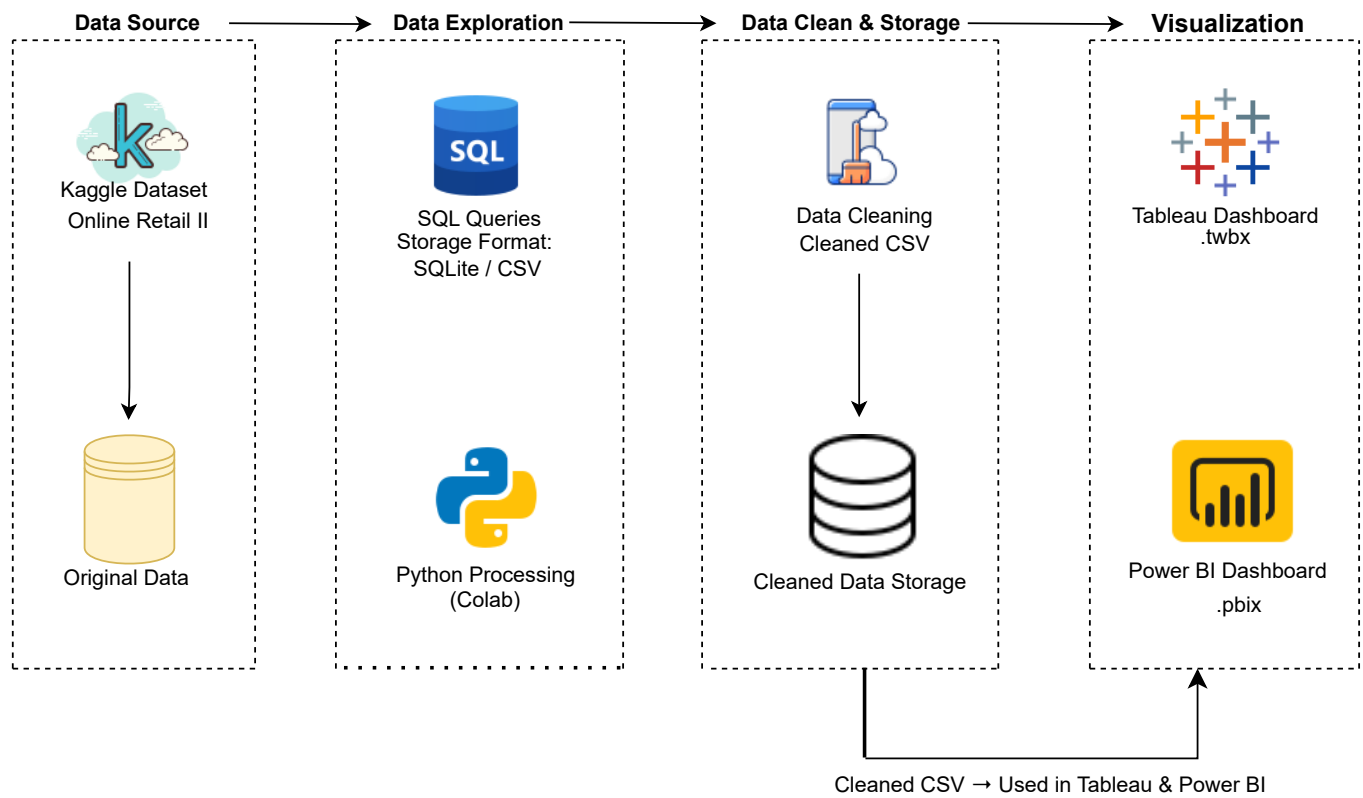 Data Source
Data Exploration
Data Clean & Storage
Visualization
k
Kaggle Dataset
Online Retail II
Original Data
SQL
SQL Queries
Storage Format:
SQLite / CSV
Python Processing
(Colab)
Data Cleaning
Cleaned CSV
Cleaned Data Storage
Tableau Dashboard
.twbx
Power BI Dashboard
.pbix
Cleaned CSV → Used in Tableau & Power BI